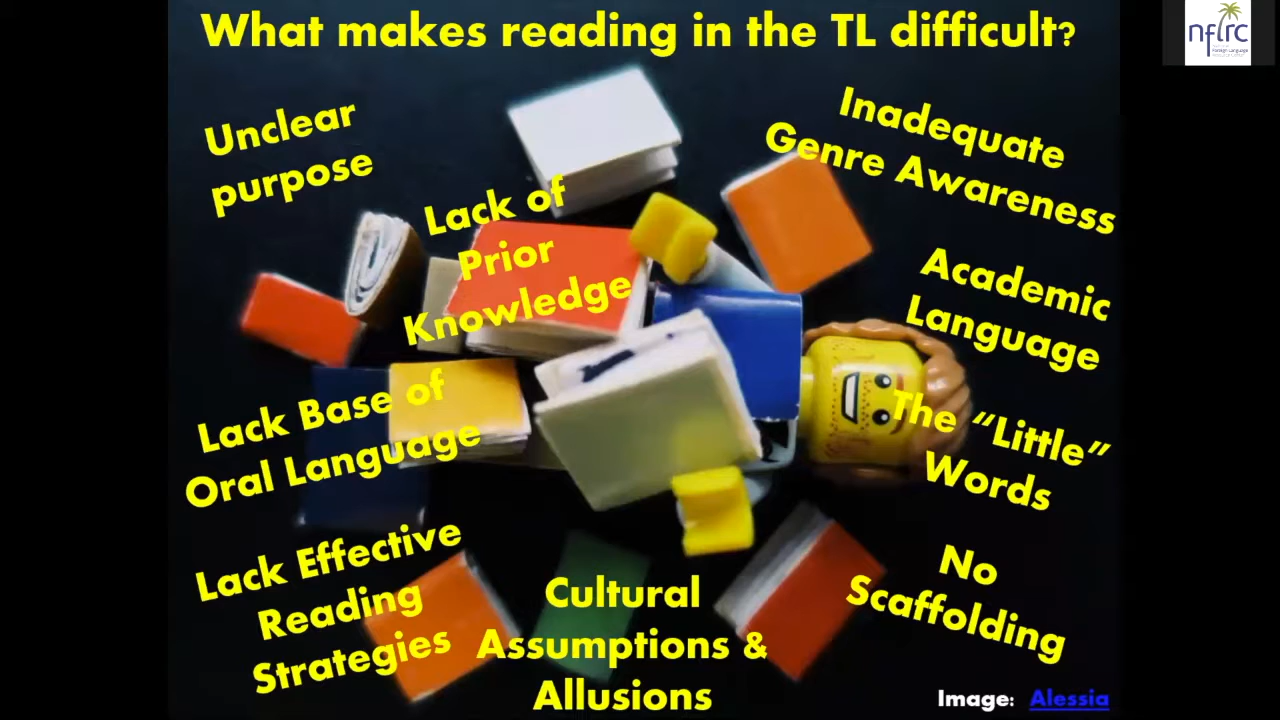 What makes reading in the TL difficult?
nflrc
Unclear
purpose
Lack of
Prior
Knowledge
Inadequate
Genre Awareness
Academic
Language
Lack Base of
Oral Language
The “Little”
Words
Lack Effective
Reading
Strategies
Cultural
Assumptions &
Allusions
No
Scaffolding
Image: Alessia